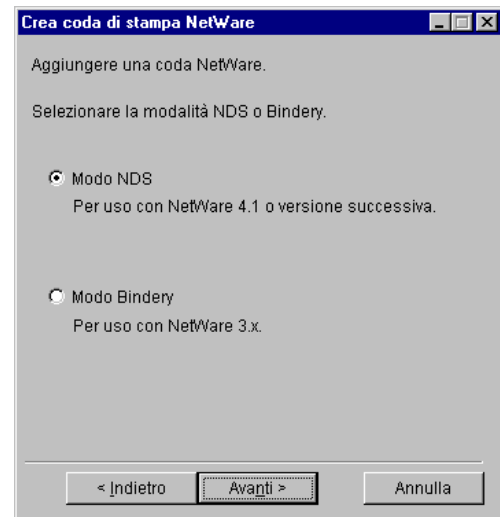 Crea coda di stampa NetWare
Aggiungere una coda NetWare.
Selezionare la modalità NDS o Bindery.
Modo NDS
Per uso con NetWare 4.1 o versione successiva.
Modo Bindery
Per uso con NetWare 3.x.
< Indietro
Avanti >
Annulla